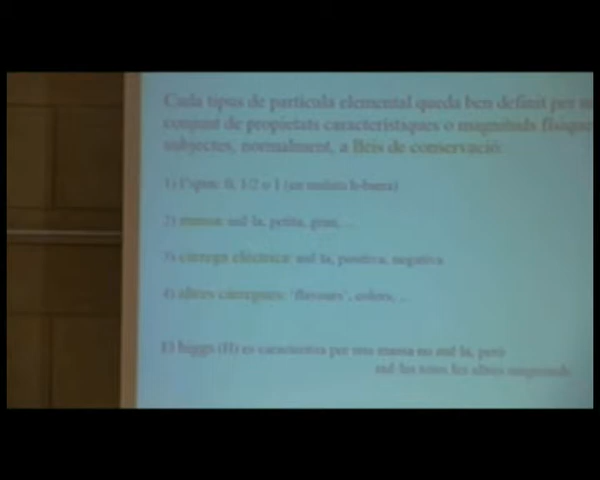 Cada tipus de partícula elemental queda ben definit per
conjunt de propietats característiques o magnituds físiques
subjectes, normalment, a lleis de conservació:
1) l'spin: 0, 1/2 o 1 (en unitats h-barra)
2) massa: nul·la, petita, gran, ...
3) càrrega elèctrica: nul·la, positiva, negativa
4) altres càrregues: 'flavours', colors, ...
El higgs (H) es caracteritza per una massa no nul·la, però
nul·les totes les altres magnituds